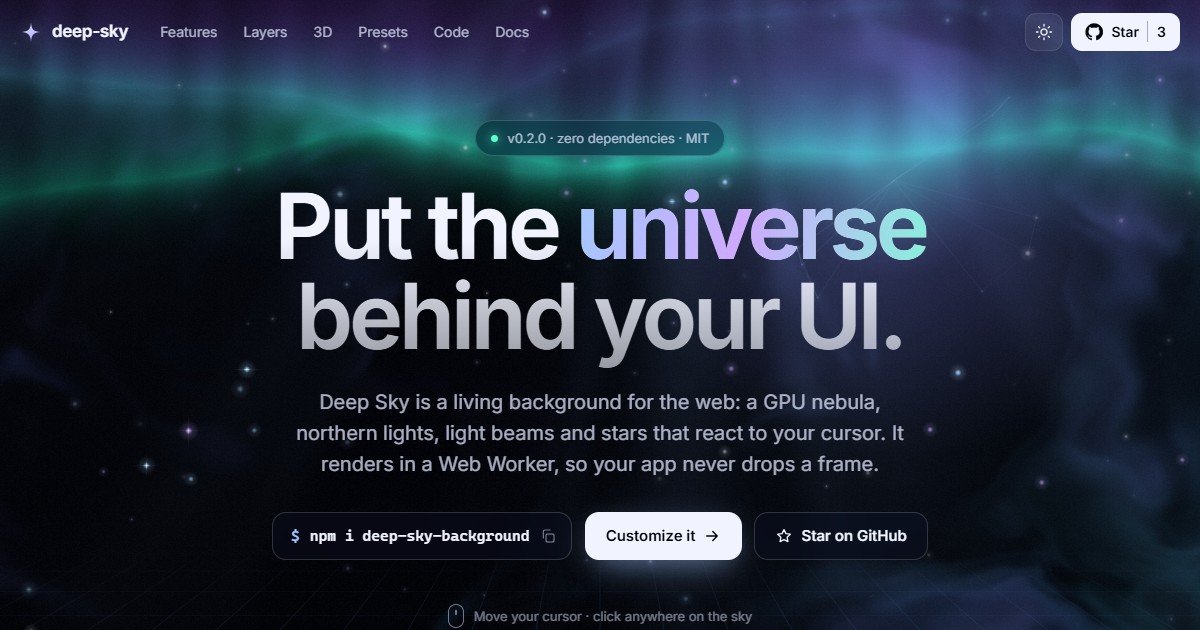 deep-sky Features Layers 3D Presets Code Docs Star 3
v0.2.0 · zero dependencies · MIT
Put the universe
behind your UI.
Deep Sky is a living background for the web: a GPU nebula,
northern lights, light beams and stars that react to your cursor. It
renders in a Web Worker, so your app never drops a frame.
$ npm i deep-sky-background Customize it → Star on GitHub
Move your cursor · click anywhere on the sky